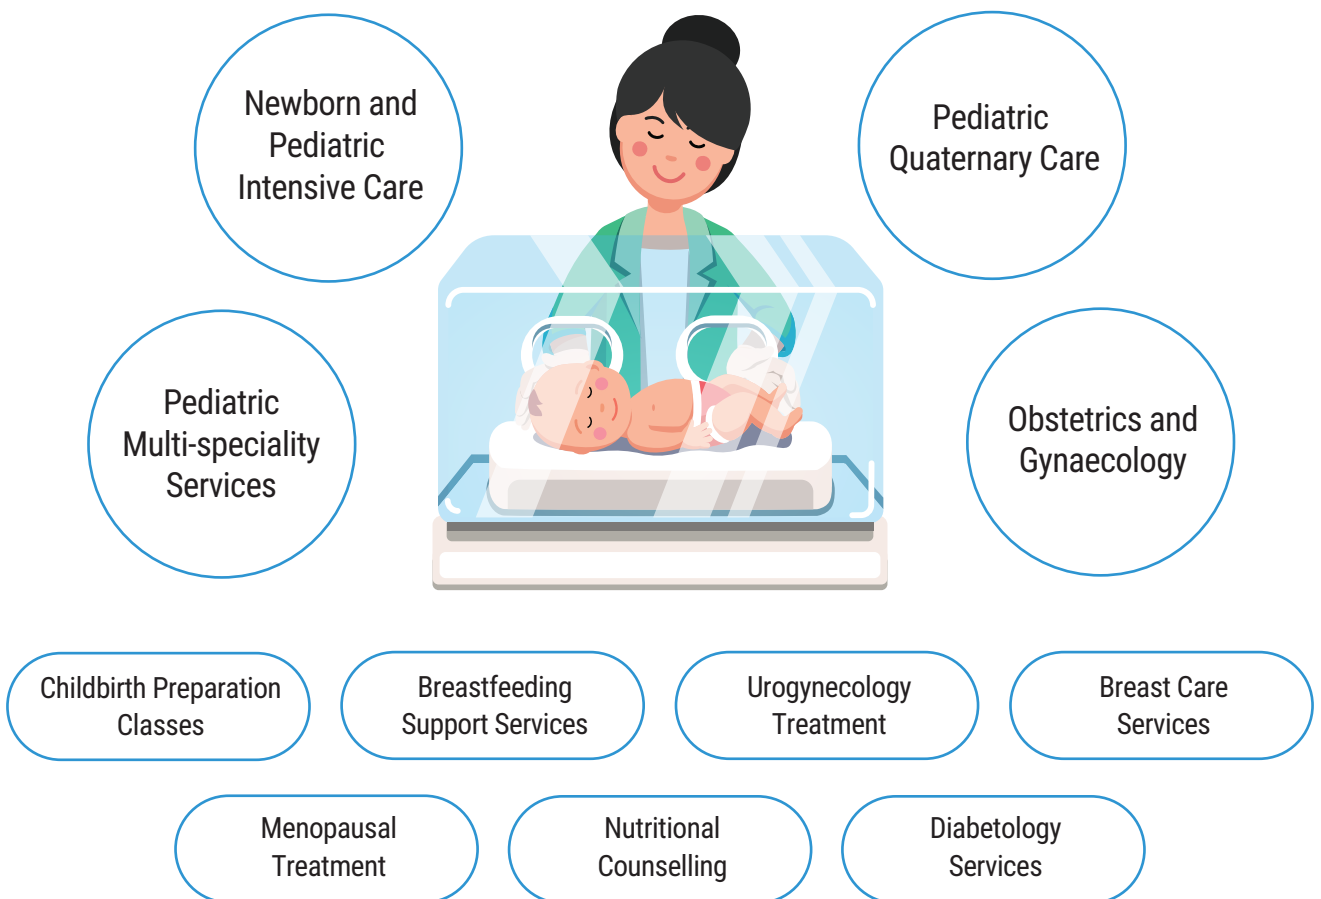 Newborn and
Pediatric
Intensive Care
Pediatric
Quaternary Care
Pediatric
Multi-speciality
Services
Obstetrics and
Gynaecology
Childbirth Preparation
Classes
Breastfeeding
Support Services
Urogynecology
Treatment
Breast Care
Services
Menopausal
Treatment
Nutritional
Counselling
Diabetology
Services